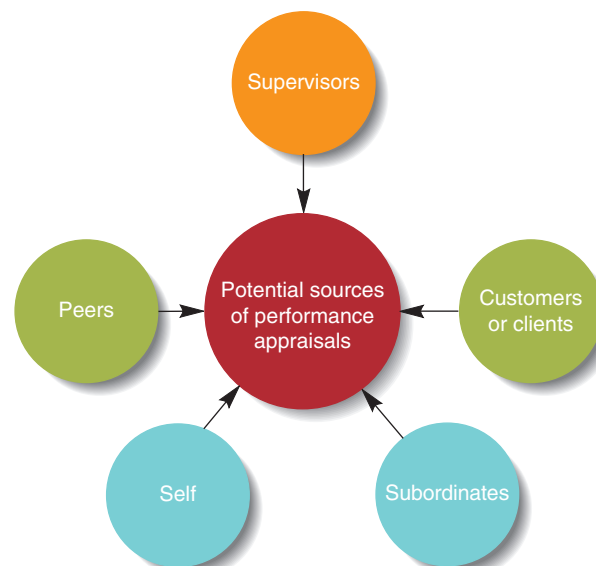 Supervisors
Peers
Potential sources
of performance
appraisals
Customers
or clients
Self
Subordinates